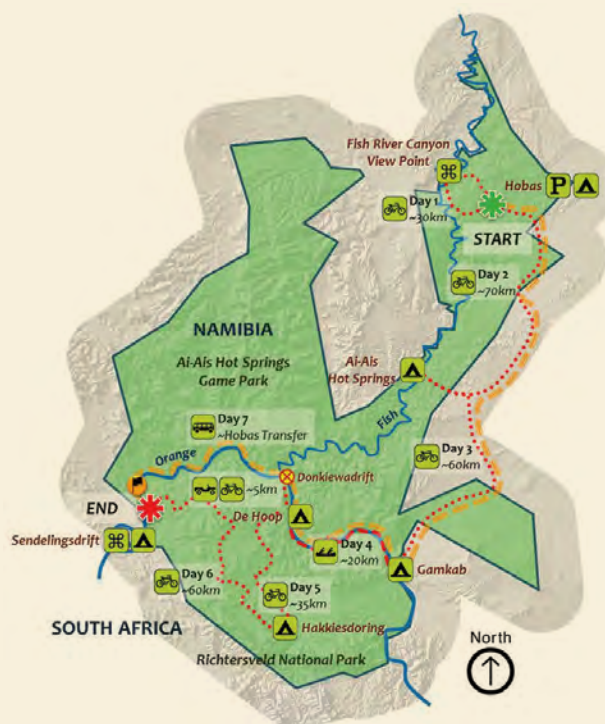 Fish River Canyon
View Point
Hobas
P
Day 1
~30km
START
Day 2
~70km
NAMIBIA
Ai-Ais Hot Springs
Game Park
Ai-Ais
Hot Springs
Fish
Day 7
~Hobas Transfer
Orange
Day 3
~60km
Donkiewadrift
END
~5km
De Hoop
Sendelingsdrift
Day 4
~20km
Gamkab
Day 6
~60km
Day 5
~35km
SOUTH AFRICA
Hakkiesdoring
Richtersveld National Park
North